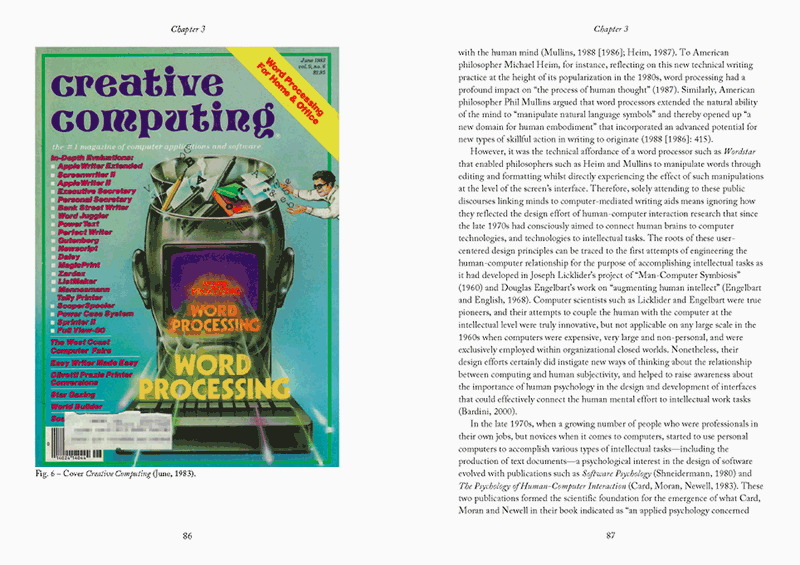 Chapter 3
June 1983
vol. 9, no. 6
$2.95
Word Processing
For Home & Office
creative
computing
the #1 magazine of computer applications and software.
In-Depth Evaluations:
AppleWriter Extended
Screenwriter II
AppleWriter II
Executive Secretary
Personal Secretary
Bank Street Writer
Word Juggler
PowerText
Perfect Writer
Gutenberg
Newscript
Daisy
MagicPrint
Xardax
ListMaker
Mannesmann
Tally Printer
ScoperSpeller
Power Case System
Sprinter II
Full View-80
The West Coast
Computer Faire
Easy Writer Made Easy
Olivetti Praxis Printer
Conversions
Star Gazing
World Builder
WORD
PROCESSING
WORD
PROCESSING
Fig. 6 – Cover Creative Computing (June, 1983).
86
Chapter 3
with the human mind (Mullins, 1988 [1986]; Heim, 1987). To American
philosopher Michael Heim, for instance, reflecting on this new technical writing
practice at the height of its popularization in the 1980s, word processing had a
profound impact on “the process of human thought” (1987). Similarly, American
philosopher Phil Mullins argued that word processors extended the natural ability
of the mind to “manipulate natural language symbols” and thereby opened up “a
new domain for human embodiment” that incorporated an advanced potential for
new types of skillful action in writing to originate (1988 [1986]: 415).
However, it was the technical affordance of a word processor such as Wordstar
that enabled philosophers such as Heim and Mullins to manipulate words through
editing and formatting whilst directly experiencing the effect of such manipulations
at the level of the screen’s interface. Therefore, solely attending to these public
discourses linking minds to computer-mediated writing aids means ignoring how
they reflected the design effort of human-computer interaction research that since
the late 1970s had consciously aimed to connect human brains to computer
technologies, and technologies to intellectual tasks. The roots of these user-
centered design principles can be traced to the first attempts of engineering the
human-computer relationship for the purpose of accomplishing intellectual tasks as
it had developed in Joseph Licklider’s project of “Man-Computer Symbiosis”
(1960) and Douglas Engelbart’s work on “augmenting human intellect” (Engelbart
and English, 1968). Computer scientists such as Licklider and Engelbart were true
pioneers, and their attempts to couple the human with the computer at the
intellectual level were truly innovative, but not applicable on any large scale in the
1960s when computers were expensive, very large and non-personal, and were
exclusively employed within organizational closed worlds. Nonetheless, their
design efforts certainly did instigate new ways of thinking about the relationship
between computing and human subjectivity, and helped to raise awareness about
the importance of human psychology in the design and development of interfaces
that could effectively connect the human mental effort to intellectual work tasks
(Bardini, 2000).
In the late 1970s, when a growing number of people who were professionals in
their own jobs, but novices when it comes to computers, started to use personal
computers to accomplish various types of intellectual tasks—including the
production of text documents—a psychological interest in the design of software
evolved with publications such as Software Psychology (Shneidermann, 1980) and
The Psychology of Human-Computer Interaction (Card, Moran, Newell, 1983). These
two publications formed the scientific foundation for the emergence of what Card,
Moran and Newell in their book indicated as “an applied psychology concerned
87